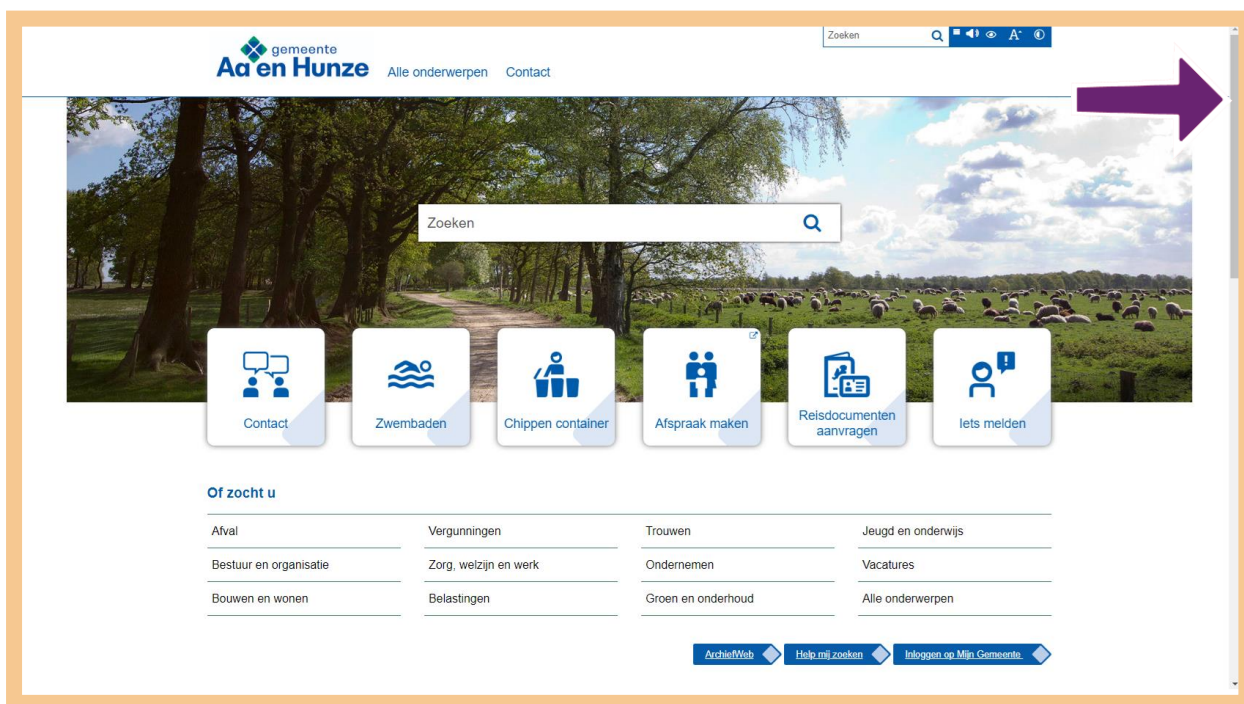 gemeente
Aa en Hunze
Alle onderwerpen
Contact
Zoeken
A
Zoeken
Contact
Zwembaden
Chippen container
Afspraak maken
Reisdocumenten
aanvragen
Iets melden
Of zocht u
Afval
Vergunningen
Trouwen
Jeugd en onderwijs
Bestuur en organisatie
Zorg, welzijn en werk
Ondernemen
Vacatures
Bouwen en wonen
Belastingen
Groen en onderhoud
Alle onderwerpen
ArchiefWeb
Help mij zoeken
Inloggen op Mijn Gemeente